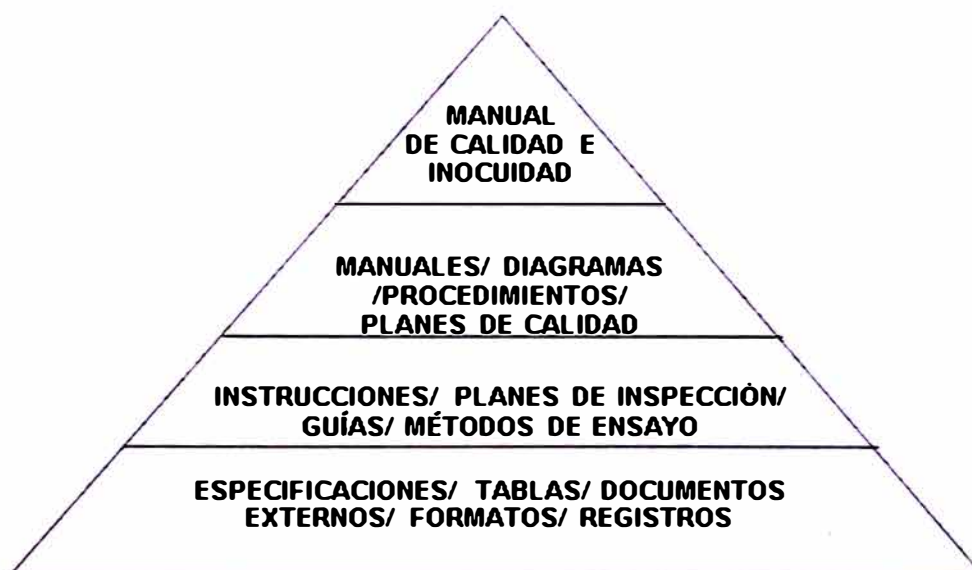 MANUAL
DE CALIDAD E
INOCUIDAD
MANUALES/ DIAGRAMAS
/PROCEDIMIENTOS/
PLANES DE CALIDAD
INSTRUCCIONES/ PLANES DE INSPECCIÓN/
GUÍAS/ MÉTODOS DE ENSAYO
ESPECIFICACIONES/ TABLAS/ DOCUMENTOS
EXTERNOS/ FORMATOS/ REGISTROS